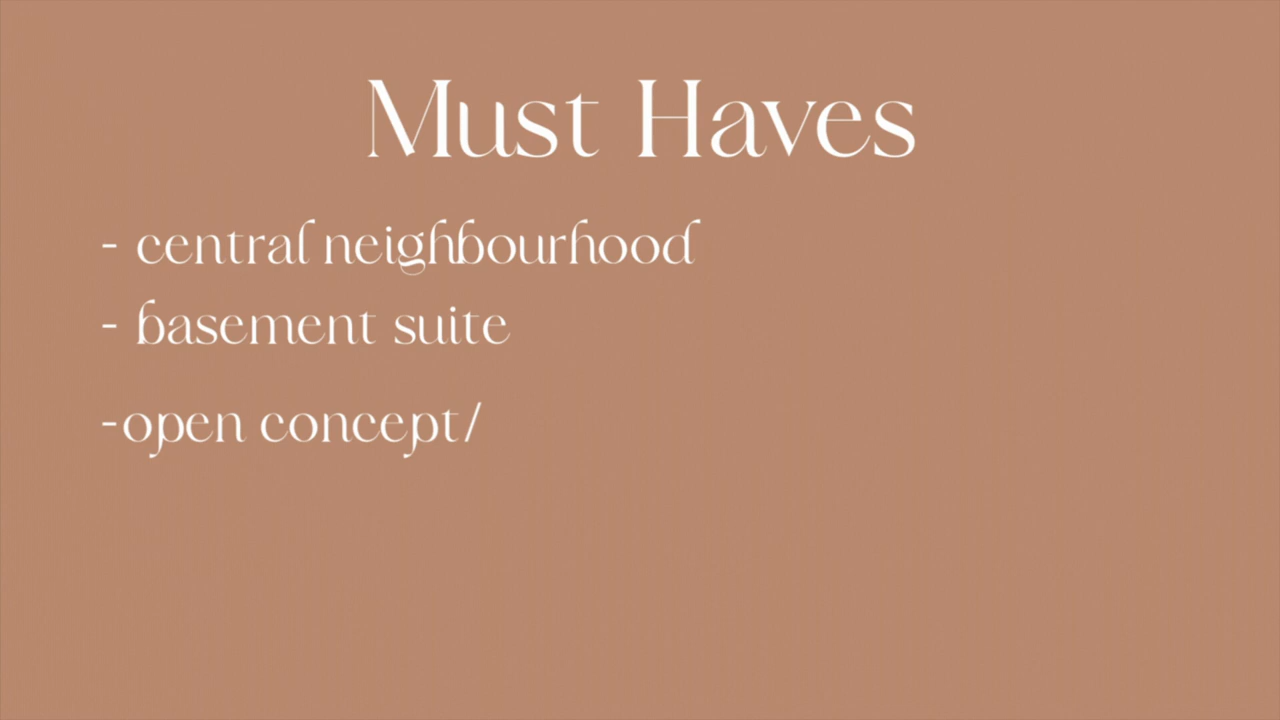 Must Haves
- central neighbourhood
- basement suite
-open concept/